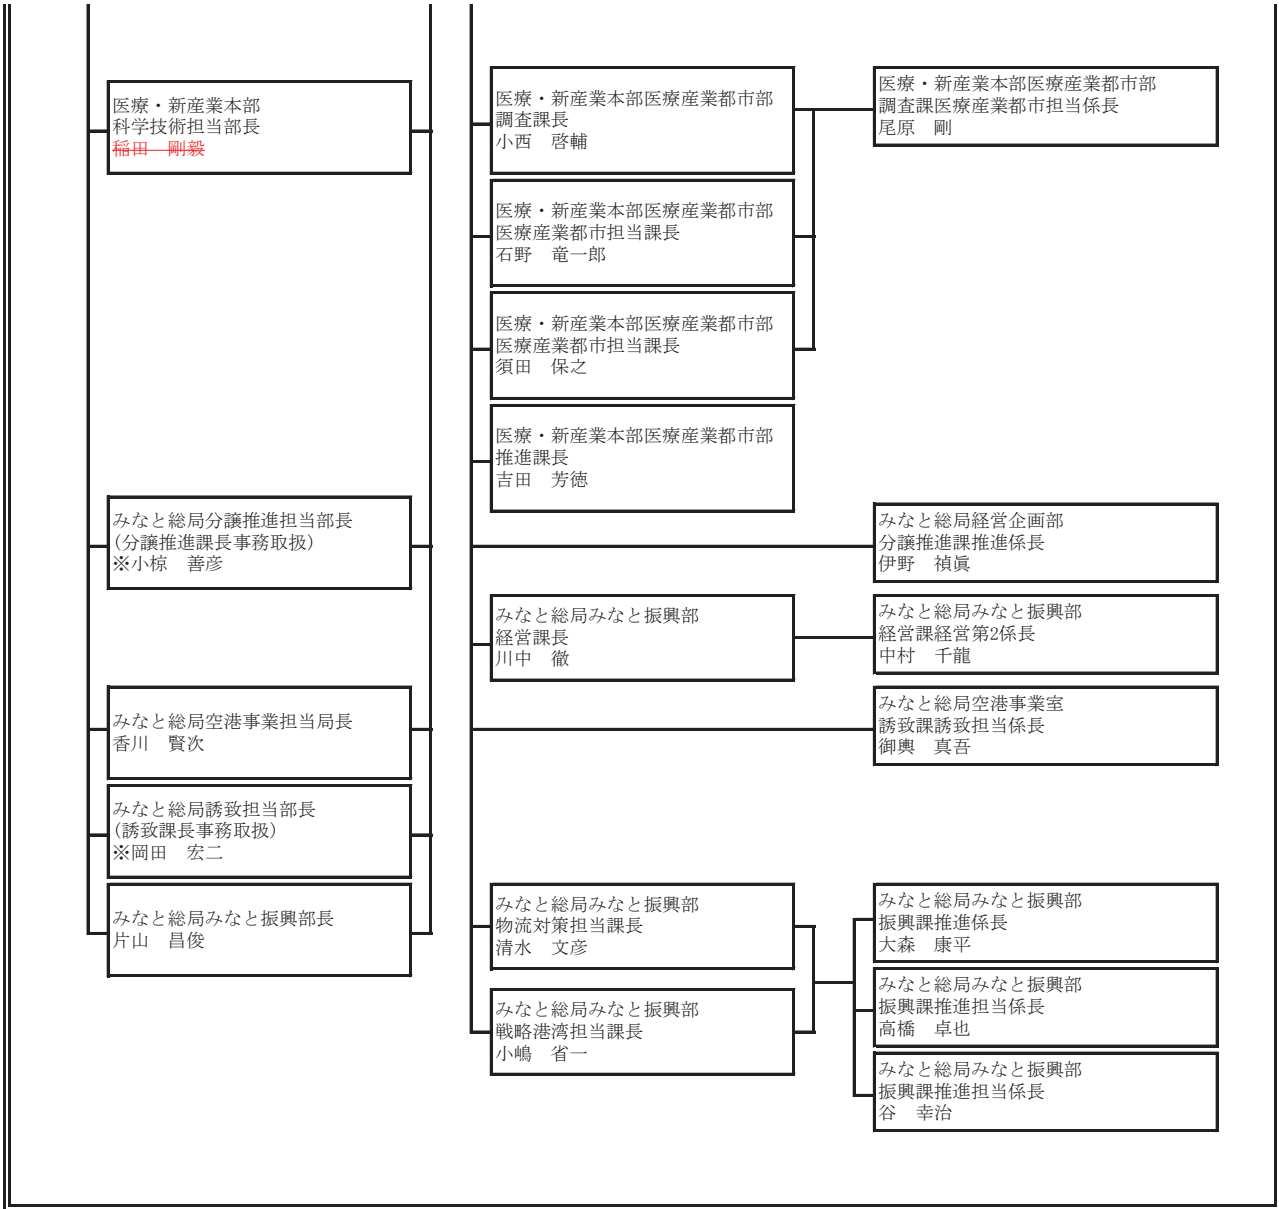 医療・新産業本部
科学技術担当部長
稲田　剛毅
医療・新産業本部医療産業都市部
調査課長
小西　啓輔
医療・新産業本部医療産業都市部
調査課医療産業都市担当係長
尾原　剛
医療・新産業本部医療産業都市部
医療産業都市担当課長
石野　竜一郎
医療・新産業本部医療産業都市部
医療産業都市担当課長
須田　保之
医療・新産業本部医療産業都市部
推進課長
吉田　芳徳
みなと総局分譲推進担当部長
(分譲推進課長事務取扱)
※小椋　善彦
みなと総局経営企画部
分譲推進課推進係長
伊野　禎眞
みなと総局みなと振興部
経営課長
川中　徹
みなと総局みなと振興部
経営課経営第2係長
中村　千龍
みなと総局空港事業担当局長
香川　賢次
みなと総局空港事業室
誘致課誘致担当係長
御輿　真吾
みなと総局誘致担当部長
(誘致課長事務取扱)
※岡田　宏二
みなと総局みなと振興部長
片山　昌俊
みなと総局みなと振興部
物流対策担当課長
清水　文彦
みなと総局みなと振興部
振興課推進係長
大森　康平
みなと総局みなと振興部
振興課推進担当係長
高橋　卓也
みなと総局みなと振興部
戦略港湾担当課長
小嶋　省一
みなと総局みなと振興部
振興課推進担当係長
谷　幸治